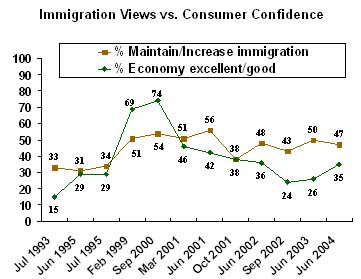 Immigration Views vs. Consumer Confidence
% Maintain/Increase immigration
% Economy excellent/good
100
90
80
70
60
50
40
30
20
10
0
33 31 34 51 54 51 56 38 48 43 50 47
15 29 29 69 74 46 42 38 36 24 26 35
Jul 1993
Jun 1995
Jul 1995
Feb 1999
Sep 2000
Mar 2001
Jun 2001
Oct 2001
Jun 2002
Sep 2002
Jun 2003
Jun 2004